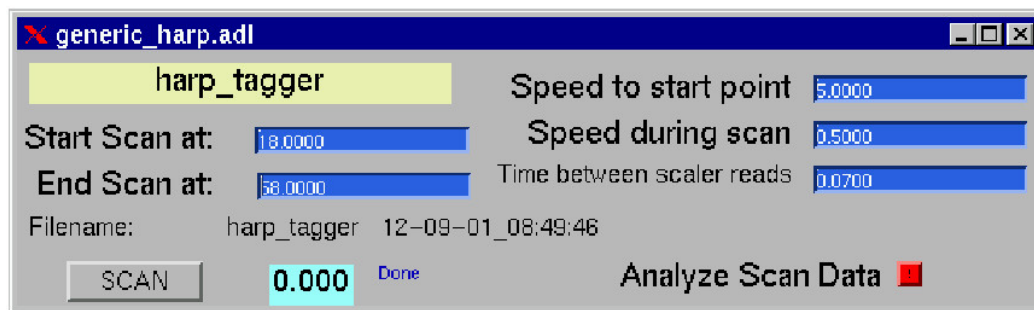 generic_harp.adl
harp_tagger
Speed to start point 5.0000
Start Scan at: 18.0000
Speed during scan 0.5000
End Scan at: 58.0000
Time between scaler reads 0.0700
Filename: harp_tagger 12-09-01_08:49:46
SCAN 0.000 Done Analyze Scan Data !